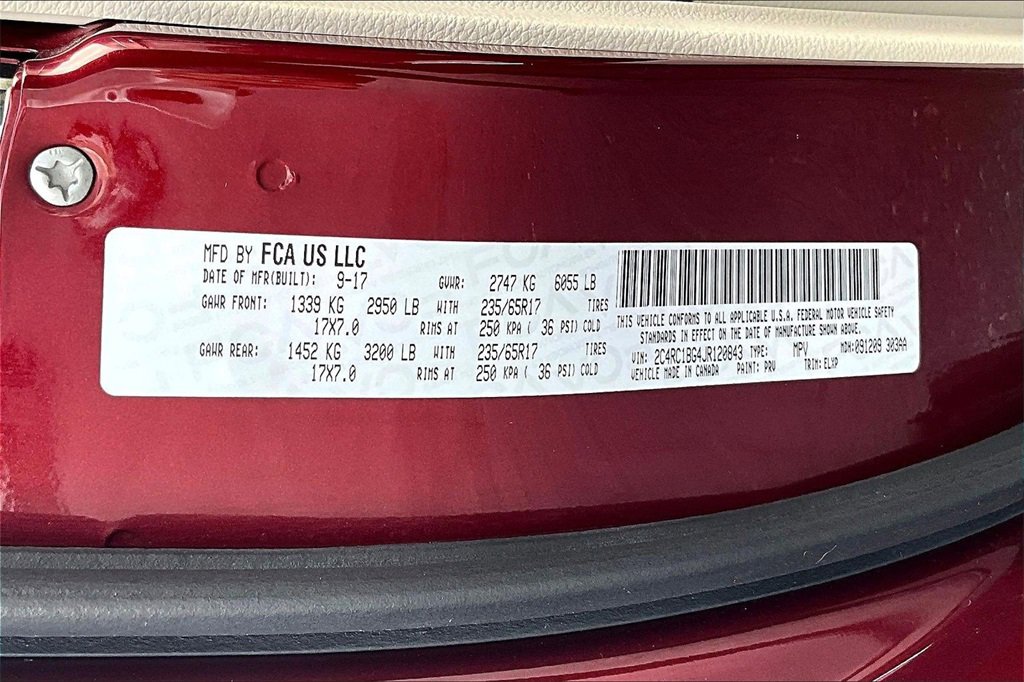 MFD BY FCA US LLC
DATE OF MFR(BUILT): 9-17 GVWR: 2747 KG 6055 LB
GAWR FRONT: 1339 KG 2950 LB WITH 235/65R17 TIRES
17X7.0 RIMS AT 250 KPA ( 36 PSI) COLD
GAWR REAR: 1452 KG 3200 LB WITH 235/65R17 TIRES
17X7.0 RIMS AT 250 KPA ( 36 PSI) COLD
THIS VEHICLE CONFORMS TO ALL APPLICABLE U.S.A. FEDERAL MOTOR VEHICLE SAFETY
STANDARDS IN EFFECT ON THE DATE OF MANUFACTURE SHOWN ABOVE.
VIN: 2C4RC1BG4JR120843 TYPE: MPV MDH:091209 303AA
VEHICLE MADE IN CANADA PAINT: PRV TRIM: ELXP